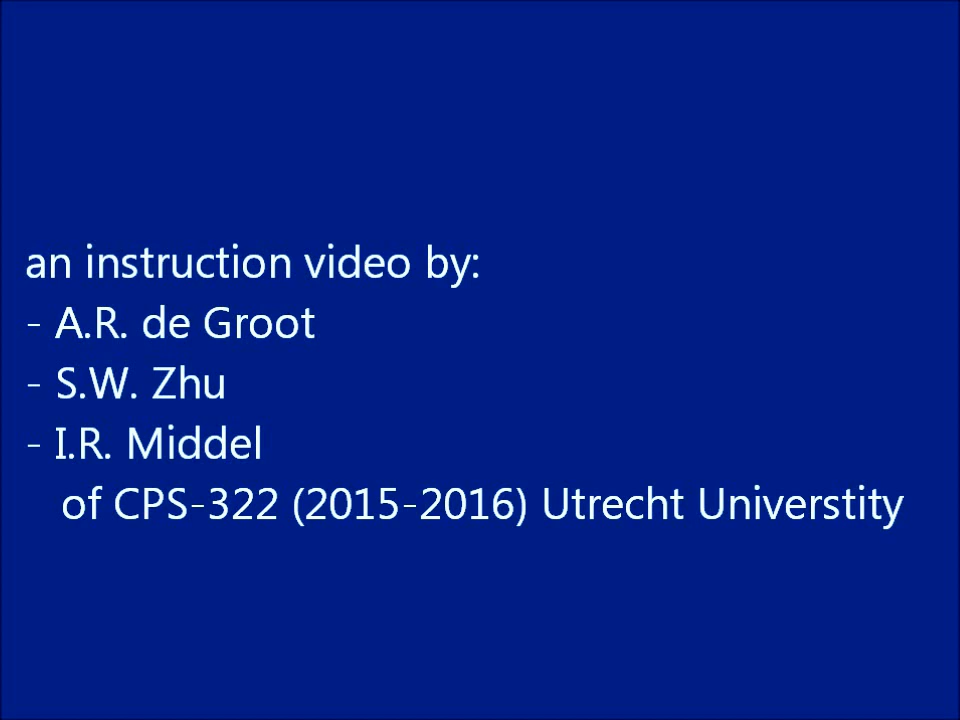 an instruction video by:
- A.R. de Groot
- S.W. Zhu
- I.R. Middel
of CPS-322 (2015-2016) Utrecht Universtity